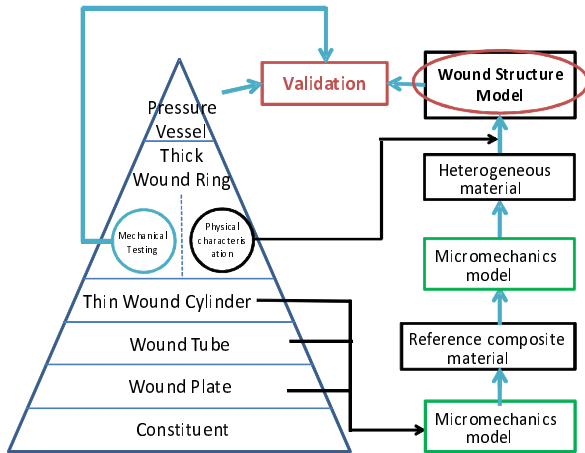 Pressure
Vessel
Thick
Wound Ring
Mechanical
Testing
Physical
characteris
ation
Thin Wound Cylinder
Wound Tube
Wound Plate
Constituent
Validation
Wound Structure
Model
Heterogeneous
material
Micromechanics
model
Reference composite
material
Micromechanics
model